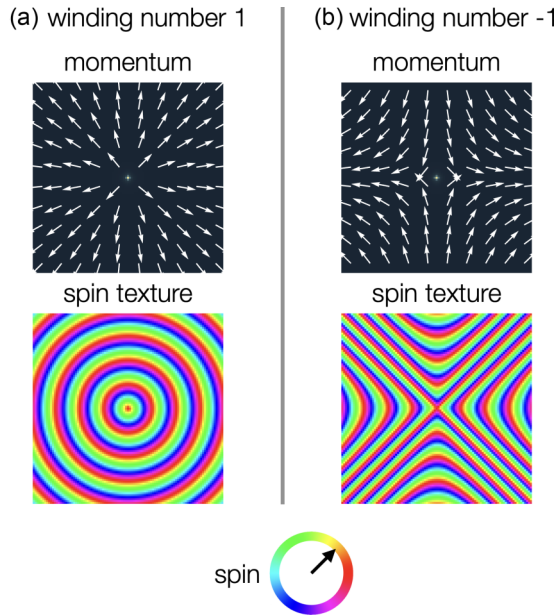 (a) winding number 1
momentum
spin texture
(b) winding number -1
momentum
spin texture
spin